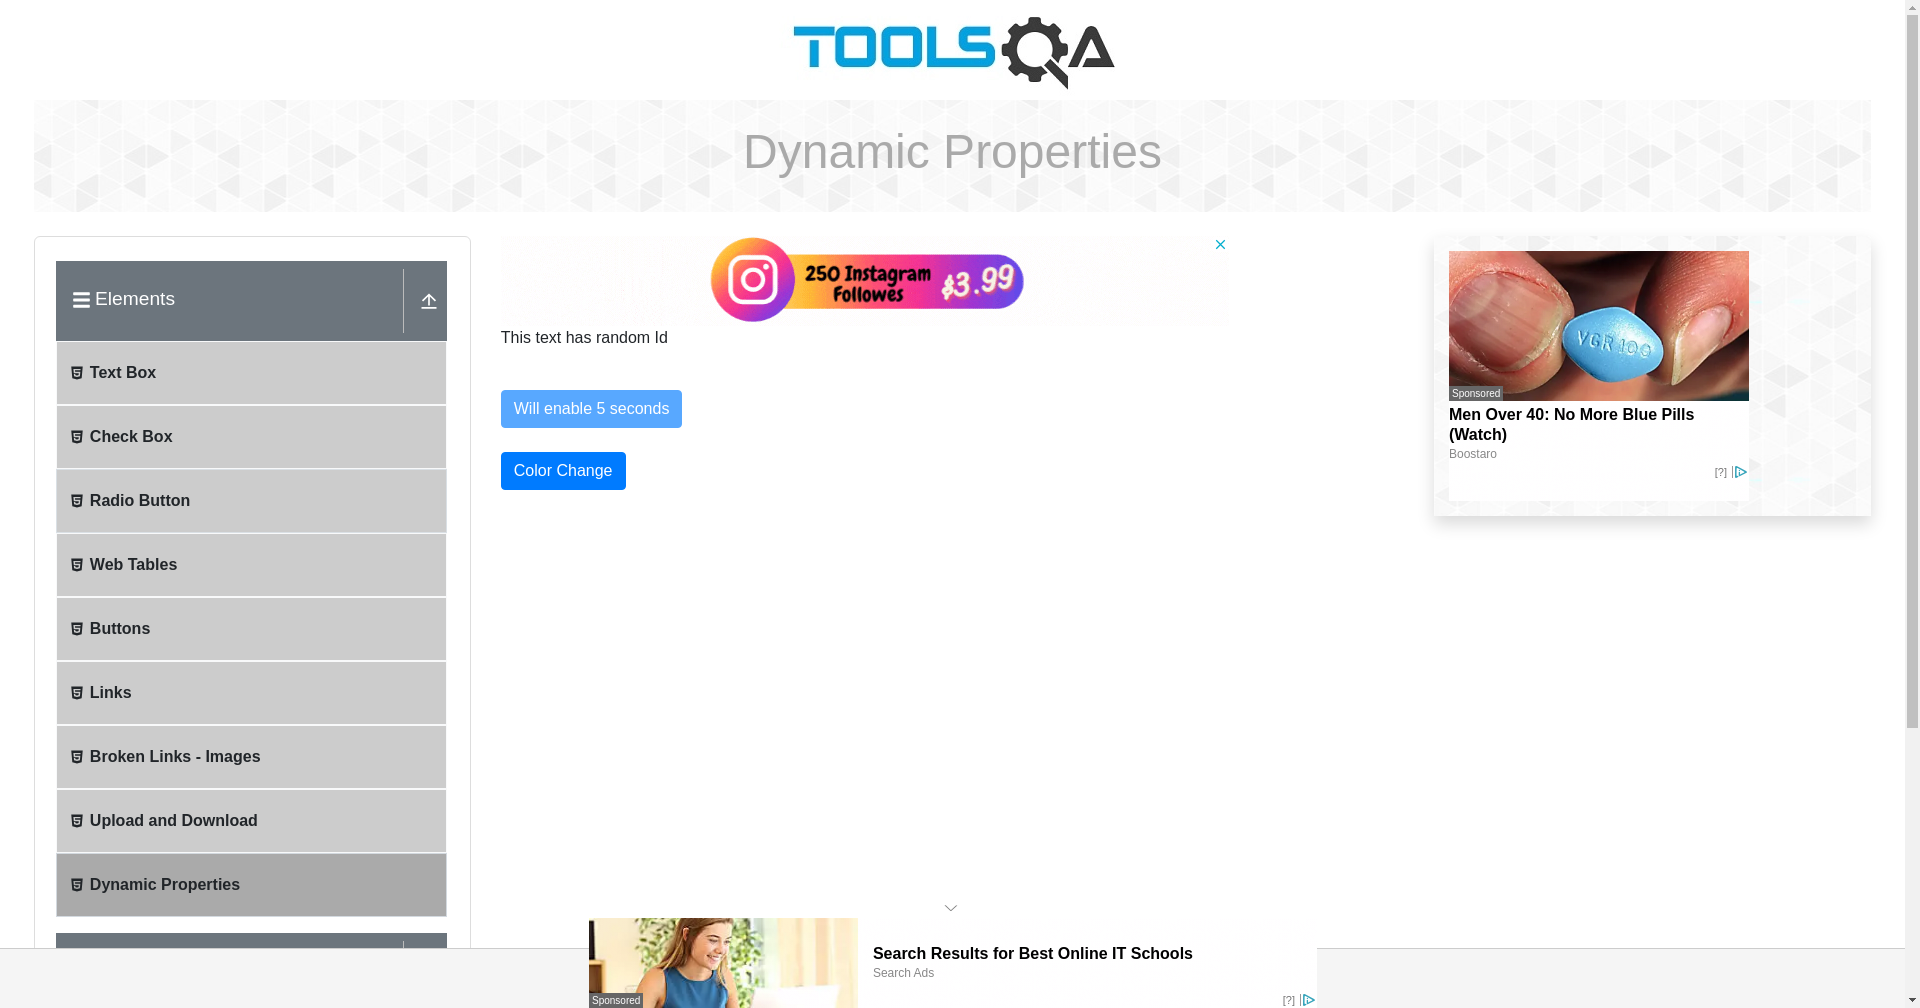 TOOLSQA
Dynamic Properties
Elements
Text Box
Check Box
Radio Button
Web Tables
Buttons
Links
Broken Links - Images
Upload and Download
Dynamic Properties
250 Instagram
Followes
$3.99
This text has random Id
Will enable 5 seconds
Color Change
VGR 100
Sponsored
Men Over 40: No More Blue Pills
(Watch)
Boostaro
[?]
Search Results for Best Online IT Schools
Search Ads
Sponsored
[?]